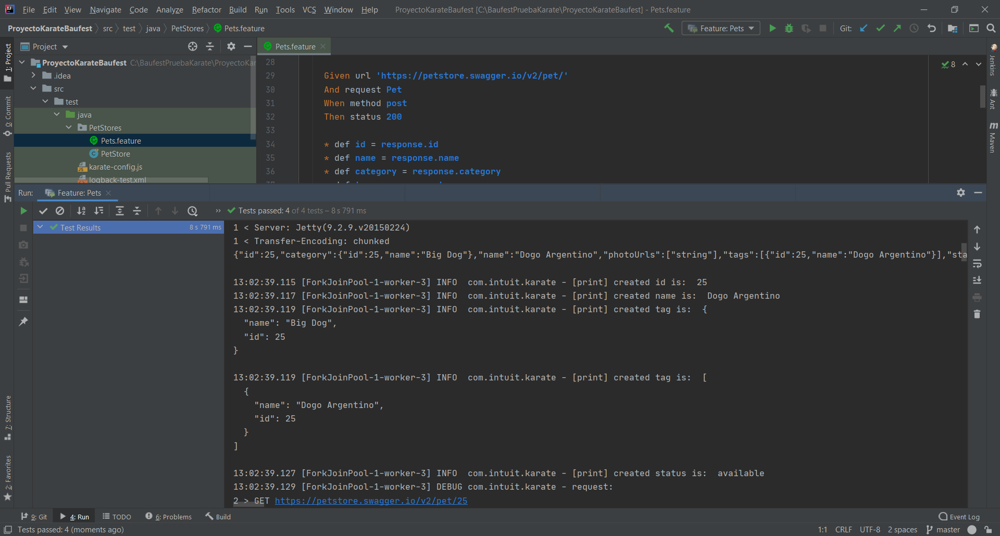 File Edit View Navigate Code Analyze Refactor Build Run Tools VCS Window Help ProyectoKarateBaufest [C:\BaufestPruebaKarate\ProyectoKarateBaufest] - Pets.feature
ProyectoKarateBaufest src test java PetStores Pets.feature Feature: Pets Git:
1: Project
0: Commit
Pull Requests
7: Structure
2: Favorites
Project
ProyectoKarateBaufest C:\BaufestPruebaKarate\ProyectoKar
.idea
src
test
java
PetStores
Pets.feature
PetStore
karate-config.js
logback-test.xml
Pets.feature
28
29 Given url 'https://petstore.swagger.io/v2/pet/'
30 And request Pet
31 When method post
32 Then status 200
33
34 * def id = response.id
35 * def name = response.name
36 * def category = response.category
8
Jenkins
Ant
Maven
Run: Feature: Pets
Tests passed: 4 of 4 tests – 8 s 791 ms
Test Results 8 s 791 ms
1 < Server: Jetty(9.2.9.v20150224)
1 < Transfer-Encoding: chunked
{"id":25,"category":{"id":25,"name":"Big Dog"},"name":"Dogo Argentino","photoUrls":["string"],"tags":[{"id":25,"name":"Dogo Argentino"}],"sta
13:02:39.115 [ForkJoinPool-1-worker-3] INFO  com.intuit.karate - [print] created id is:  25
13:02:39.117 [ForkJoinPool-1-worker-3] INFO  com.intuit.karate - [print] created name is:  Dogo Argentino
13:02:39.119 [ForkJoinPool-1-worker-3] INFO  com.intuit.karate - [print] created tag is:  {
"name": "Big Dog",
"id": 25
}
13:02:39.119 [ForkJoinPool-1-worker-3] INFO  com.intuit.karate - [print] created tag is:  [
{
"name": "Dogo Argentino",
"id": 25
}
]
13:02:39.127 [ForkJoinPool-1-worker-3] INFO  com.intuit.karate - [print] created status is:  available
13:02:39.129 [ForkJoinPool-1-worker-3] DEBUG com.intuit.karate - request:
2 > GET https://petstore.swagger.io/v2/pet/25
9: Git 4: Run TODO 6: Problems Build Event Log
Tests passed: 4 (moments ago) 1:1 CRLF UTF-8 2 spaces master